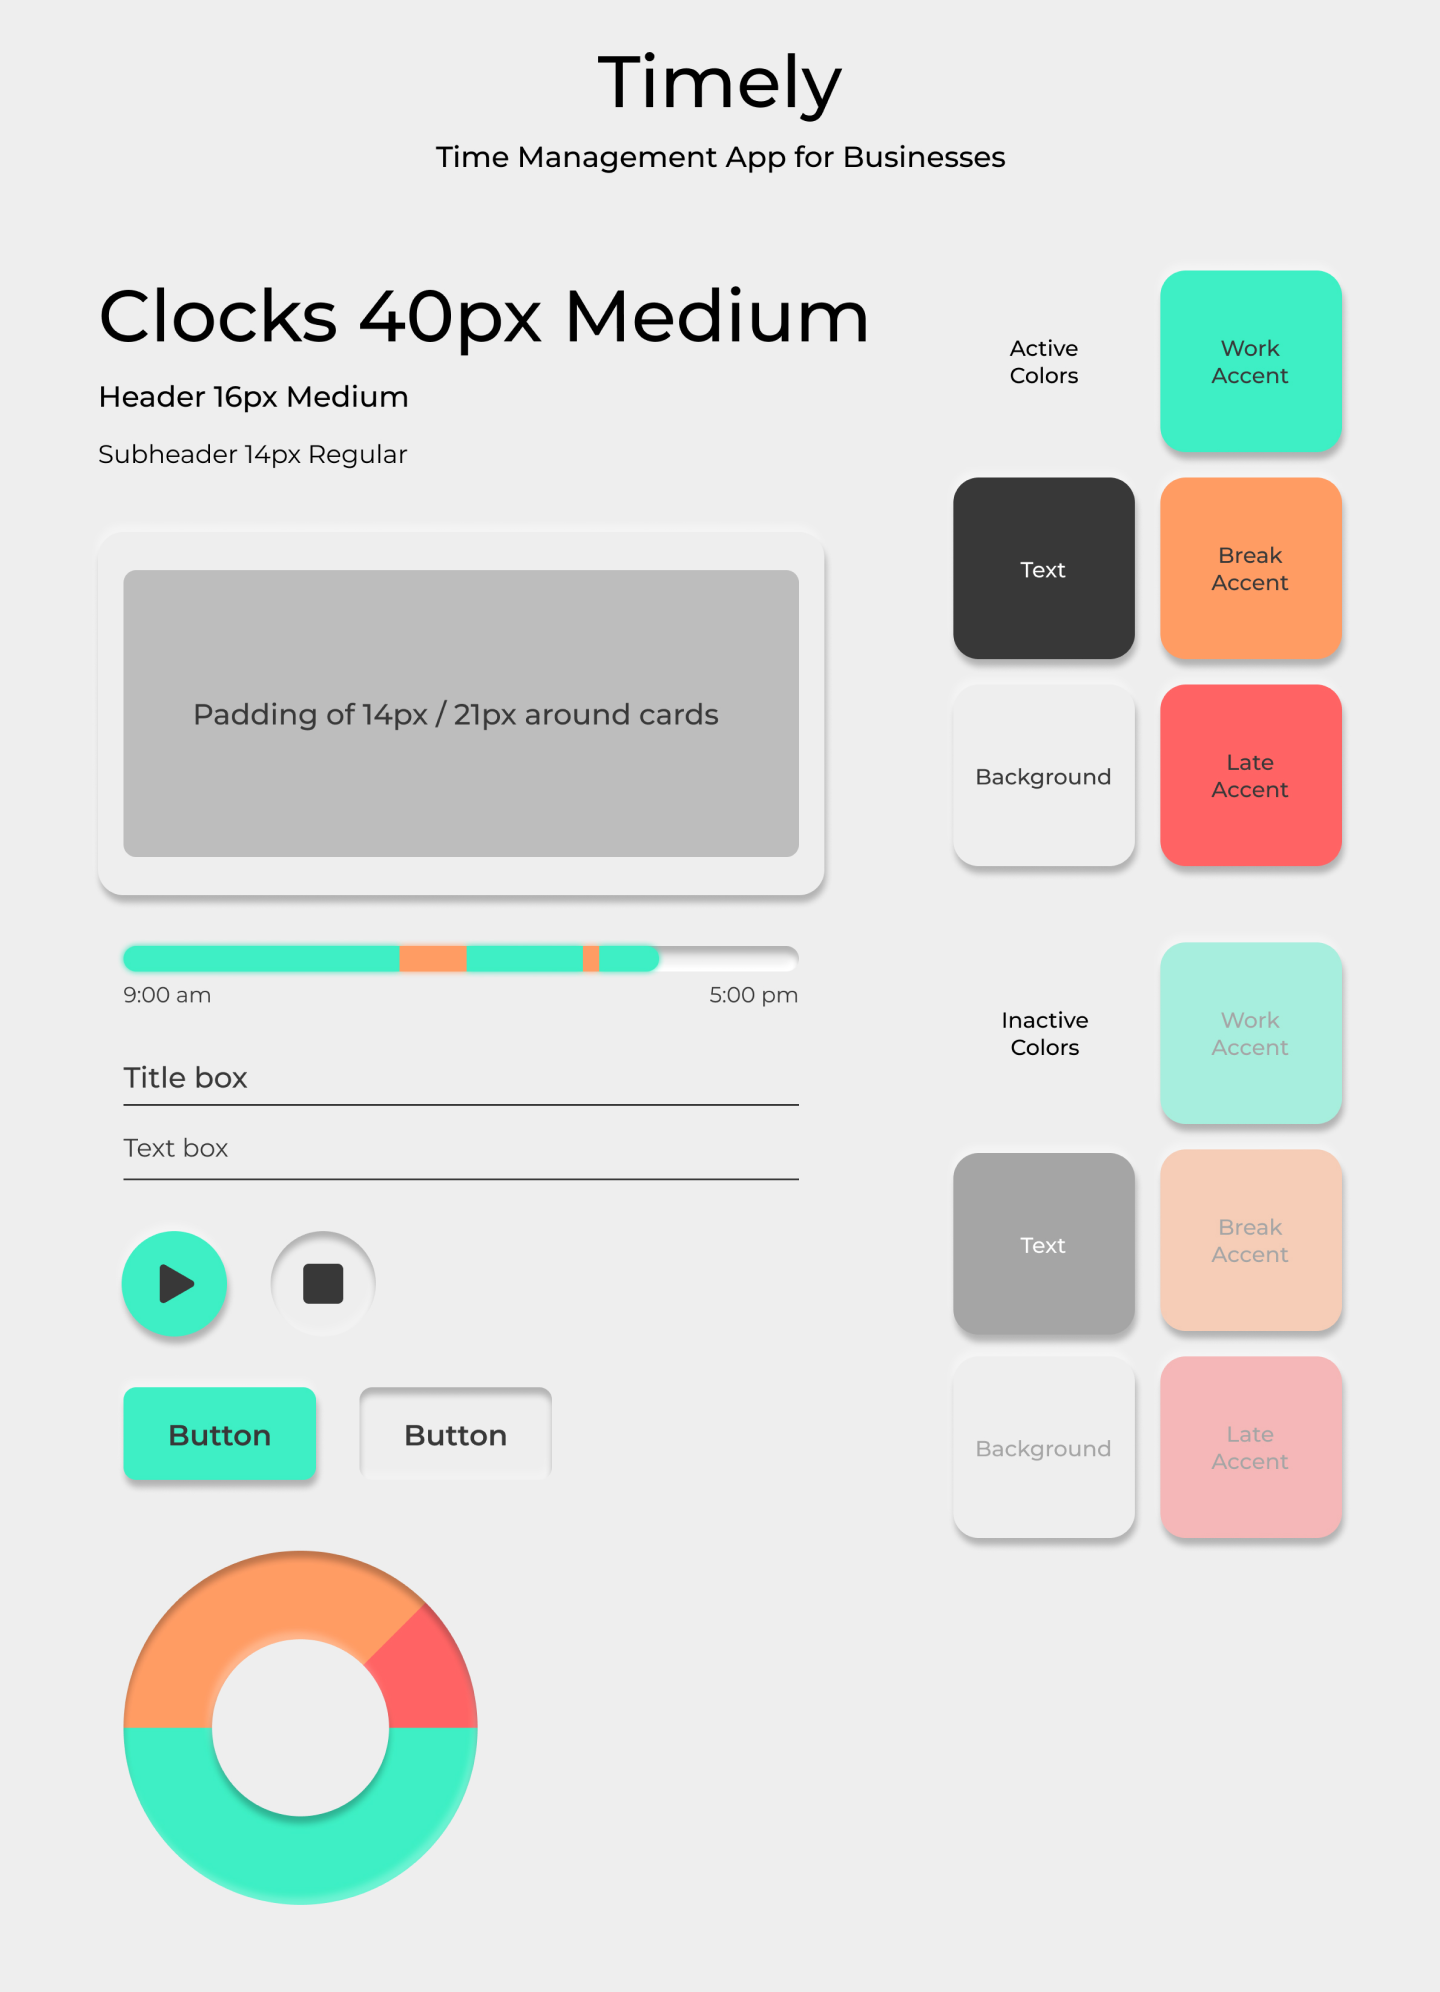 Timely
Time Management App for Businesses
Clocks 40px Medium
Header 16px Medium
Subheader 14px Regular
Padding of 14px / 21px around cards
9:00 am
5:00 pm
Title box
Text box
Button
Button
Active
Colors
Work
Accent
Text
Break
Accent
Background
Late
Accent
Inactive
Colors
Work
Accent
Text
Break
Accent
Background
Late
Accent